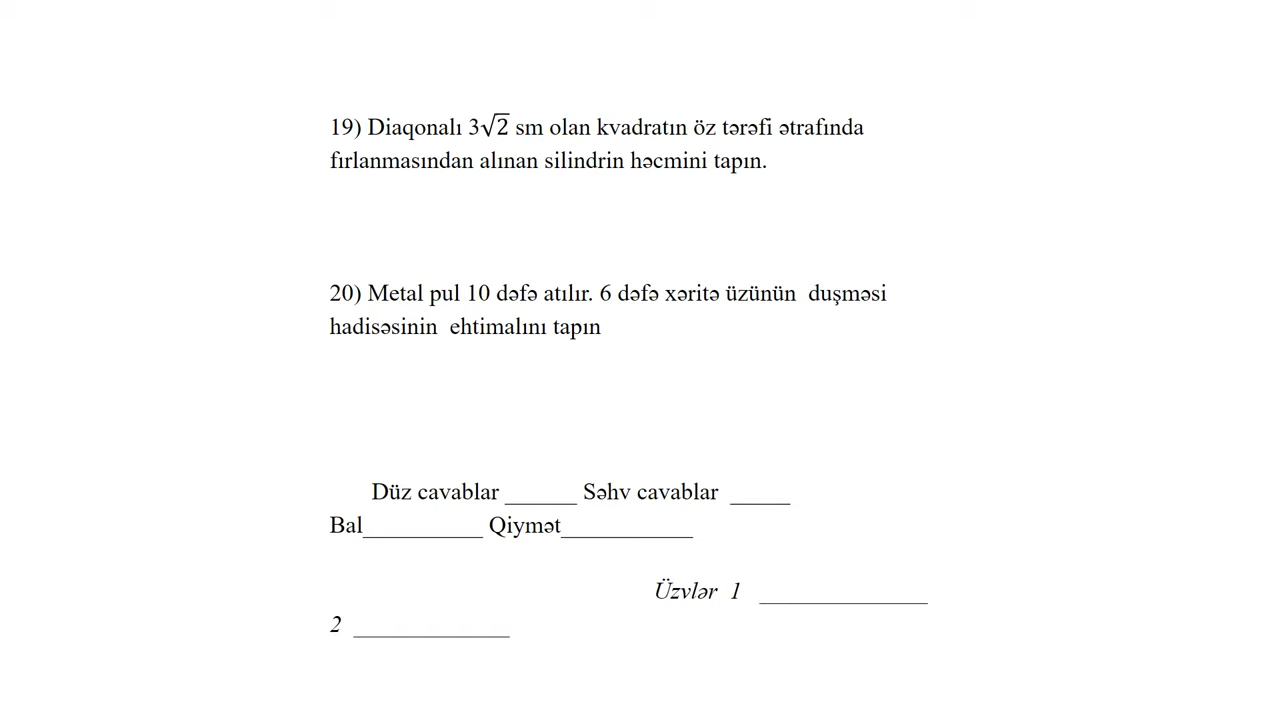 19) Diaqonalı 3√2 sm olan kvadratın öz tərəfi ətrafında
fırlanmasından alınan silindrin həcmini tapın.
20) Metal pul 10 dəfə atılır. 6 dəfə xəritə üzünün  duşməsi
hadisəsinin  ehtimalını tapın
Düz cavablar ______ Səhv cavablar _____
Bal__________ Qiymət___________
Üzvlər 1 ______________
2 _____________